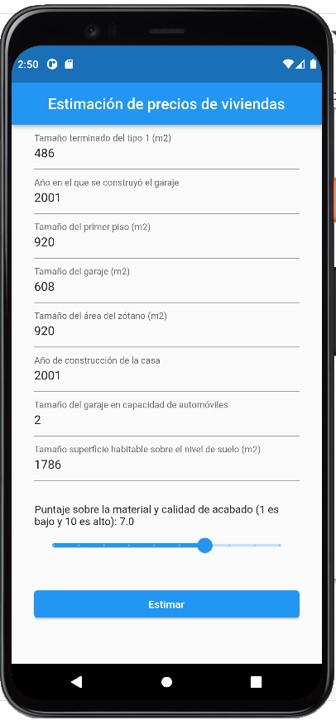 2:50
Estimación de precios de viviendas
Tamaño terminado del tipo 1 (m2)
486
Año en el que se construyó el garaje
2001
Tamaño del primer piso (m2)
920
Tamaño del garaje (m2)
608
Tamaño del área del zótano (m2)
920
Año de construcción de la casa
2001
Tamaño del garaje en capacidad de automóviles
2
Tamaño superficie habitable sobre el nivel de suelo (m2)
1786
Puntaje sobre la material y calidad de acabado (1 es
bajo y 10 es alto): 7.0
Estimar